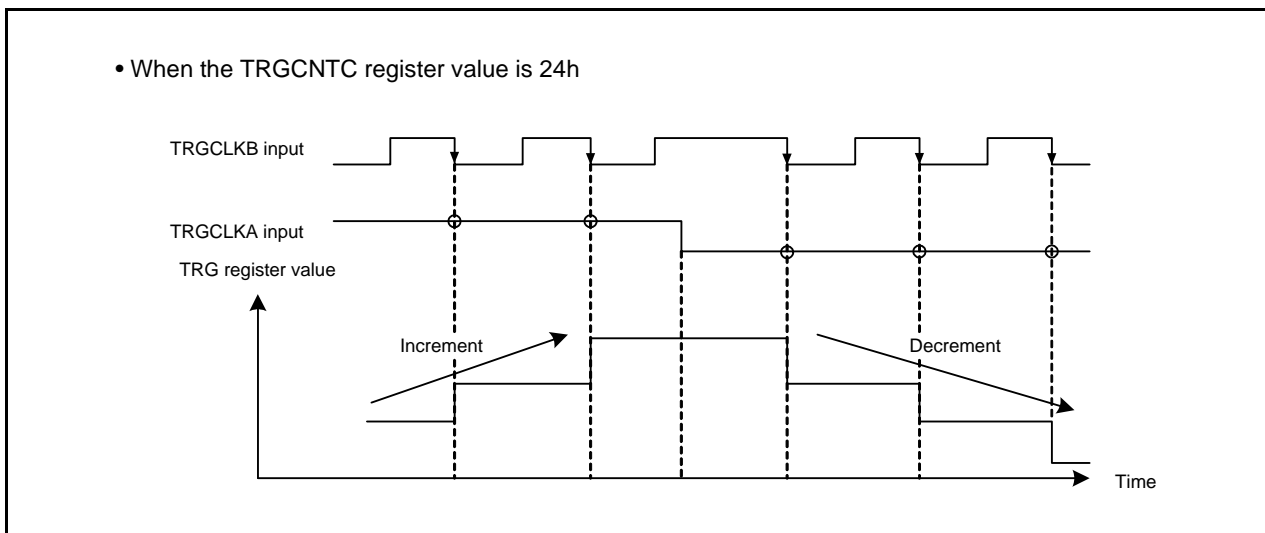 • When the TRGCNTC register value is 24h
TRGCLKB input
TRGCLKA input
TRG register value
Increment
Decrement
Time